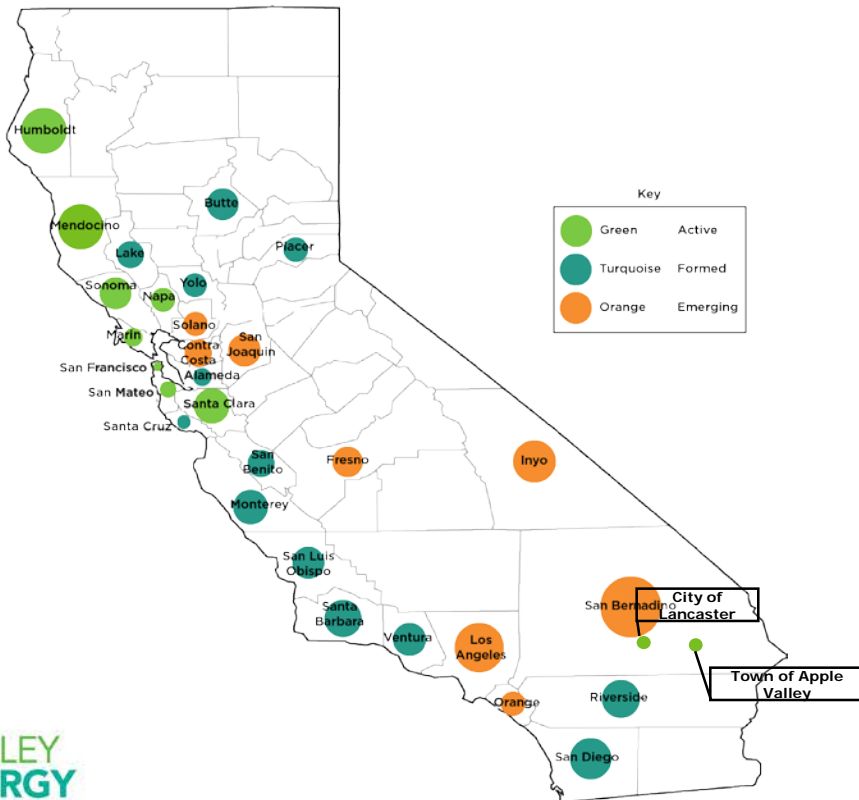 Humboldt
Mendocino
Butte
Lake
Placer
Sonoma
Napa
Yolo
Solano
Marin
Contra
Costa
San
Joaquin
San Francisco
Alameda
San Mateo
Santa Clara
Santa Cruz
San
Benito
Fresno
Inyo
Monterey
San Luis
Obispo
Santa
Barbara
Ventura
Los
Angeles
San Bernadino
City of
Lancaster
Town of Apple
Valley
Orange
Riverside
San Diego
Key
Green Active
Turquoise Formed
Orange Emerging
LEY
RGY